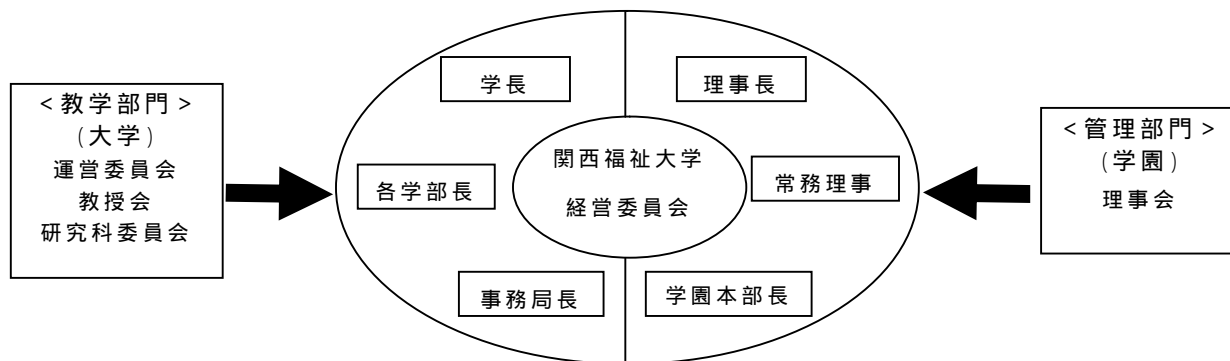 <教学部門>
(大学)
運営委員会
教授会
研究科委員会
学長
各学部長
事務局長
関西福祉大学
経営委員会
理事長
常務理事
学園本部長
<管理部門>
(学園)
理事会